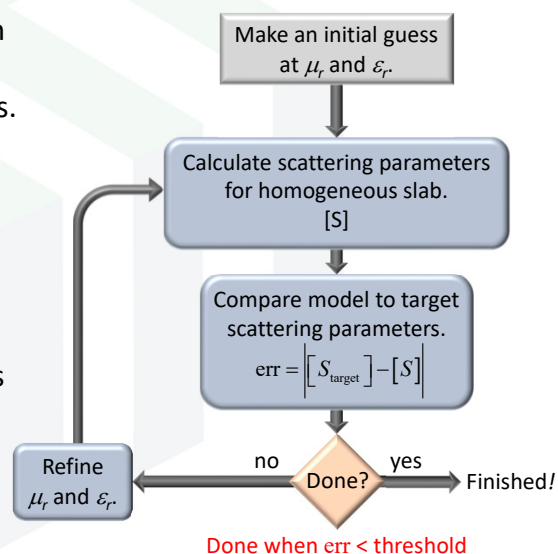 n
s.
s
Make an initial guess
at μr and εr.
Calculate scattering parameters
for homogeneous slab.
[S]
Compare model to target
scattering parameters.
err = |[Starget]−[S]|
Refine
μr and εr.
no
Done?
yes
Finished!
Done when err < threshold